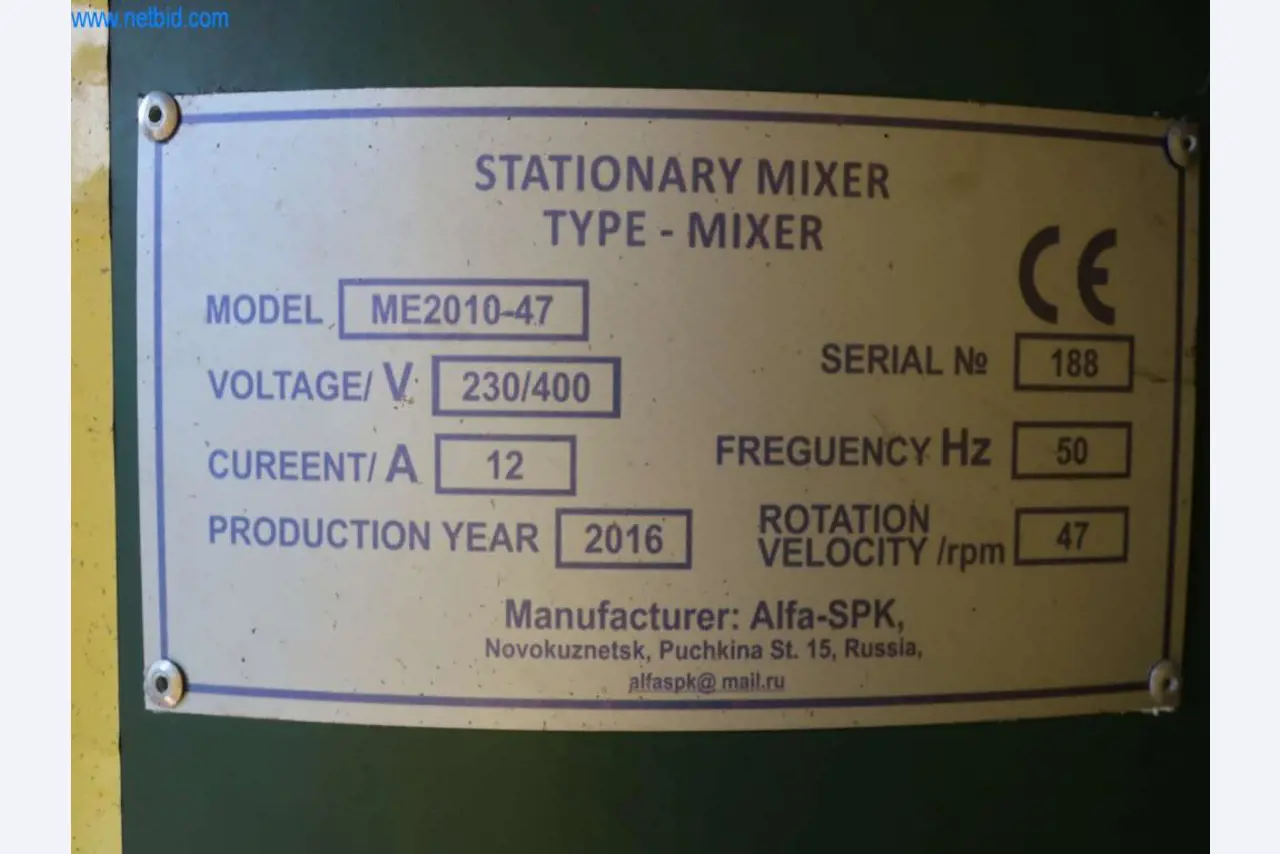 www.netbid.com
STATIONARY MIXER
TYPE - MIXER
CE
MODEL ME2010-47
SERIAL № 188
VOLTAGE/ V 230/400
FREGUENCY Hz 50
CUREENT/ A 12
PRODUCTION YEAR 2016
ROTATION
VELOCITY /rpm 47
Manufacturer: Alfa-SPK,
Novokuznetsk, Puchkina St. 15, Russia,
alfaspk@ mail.ru